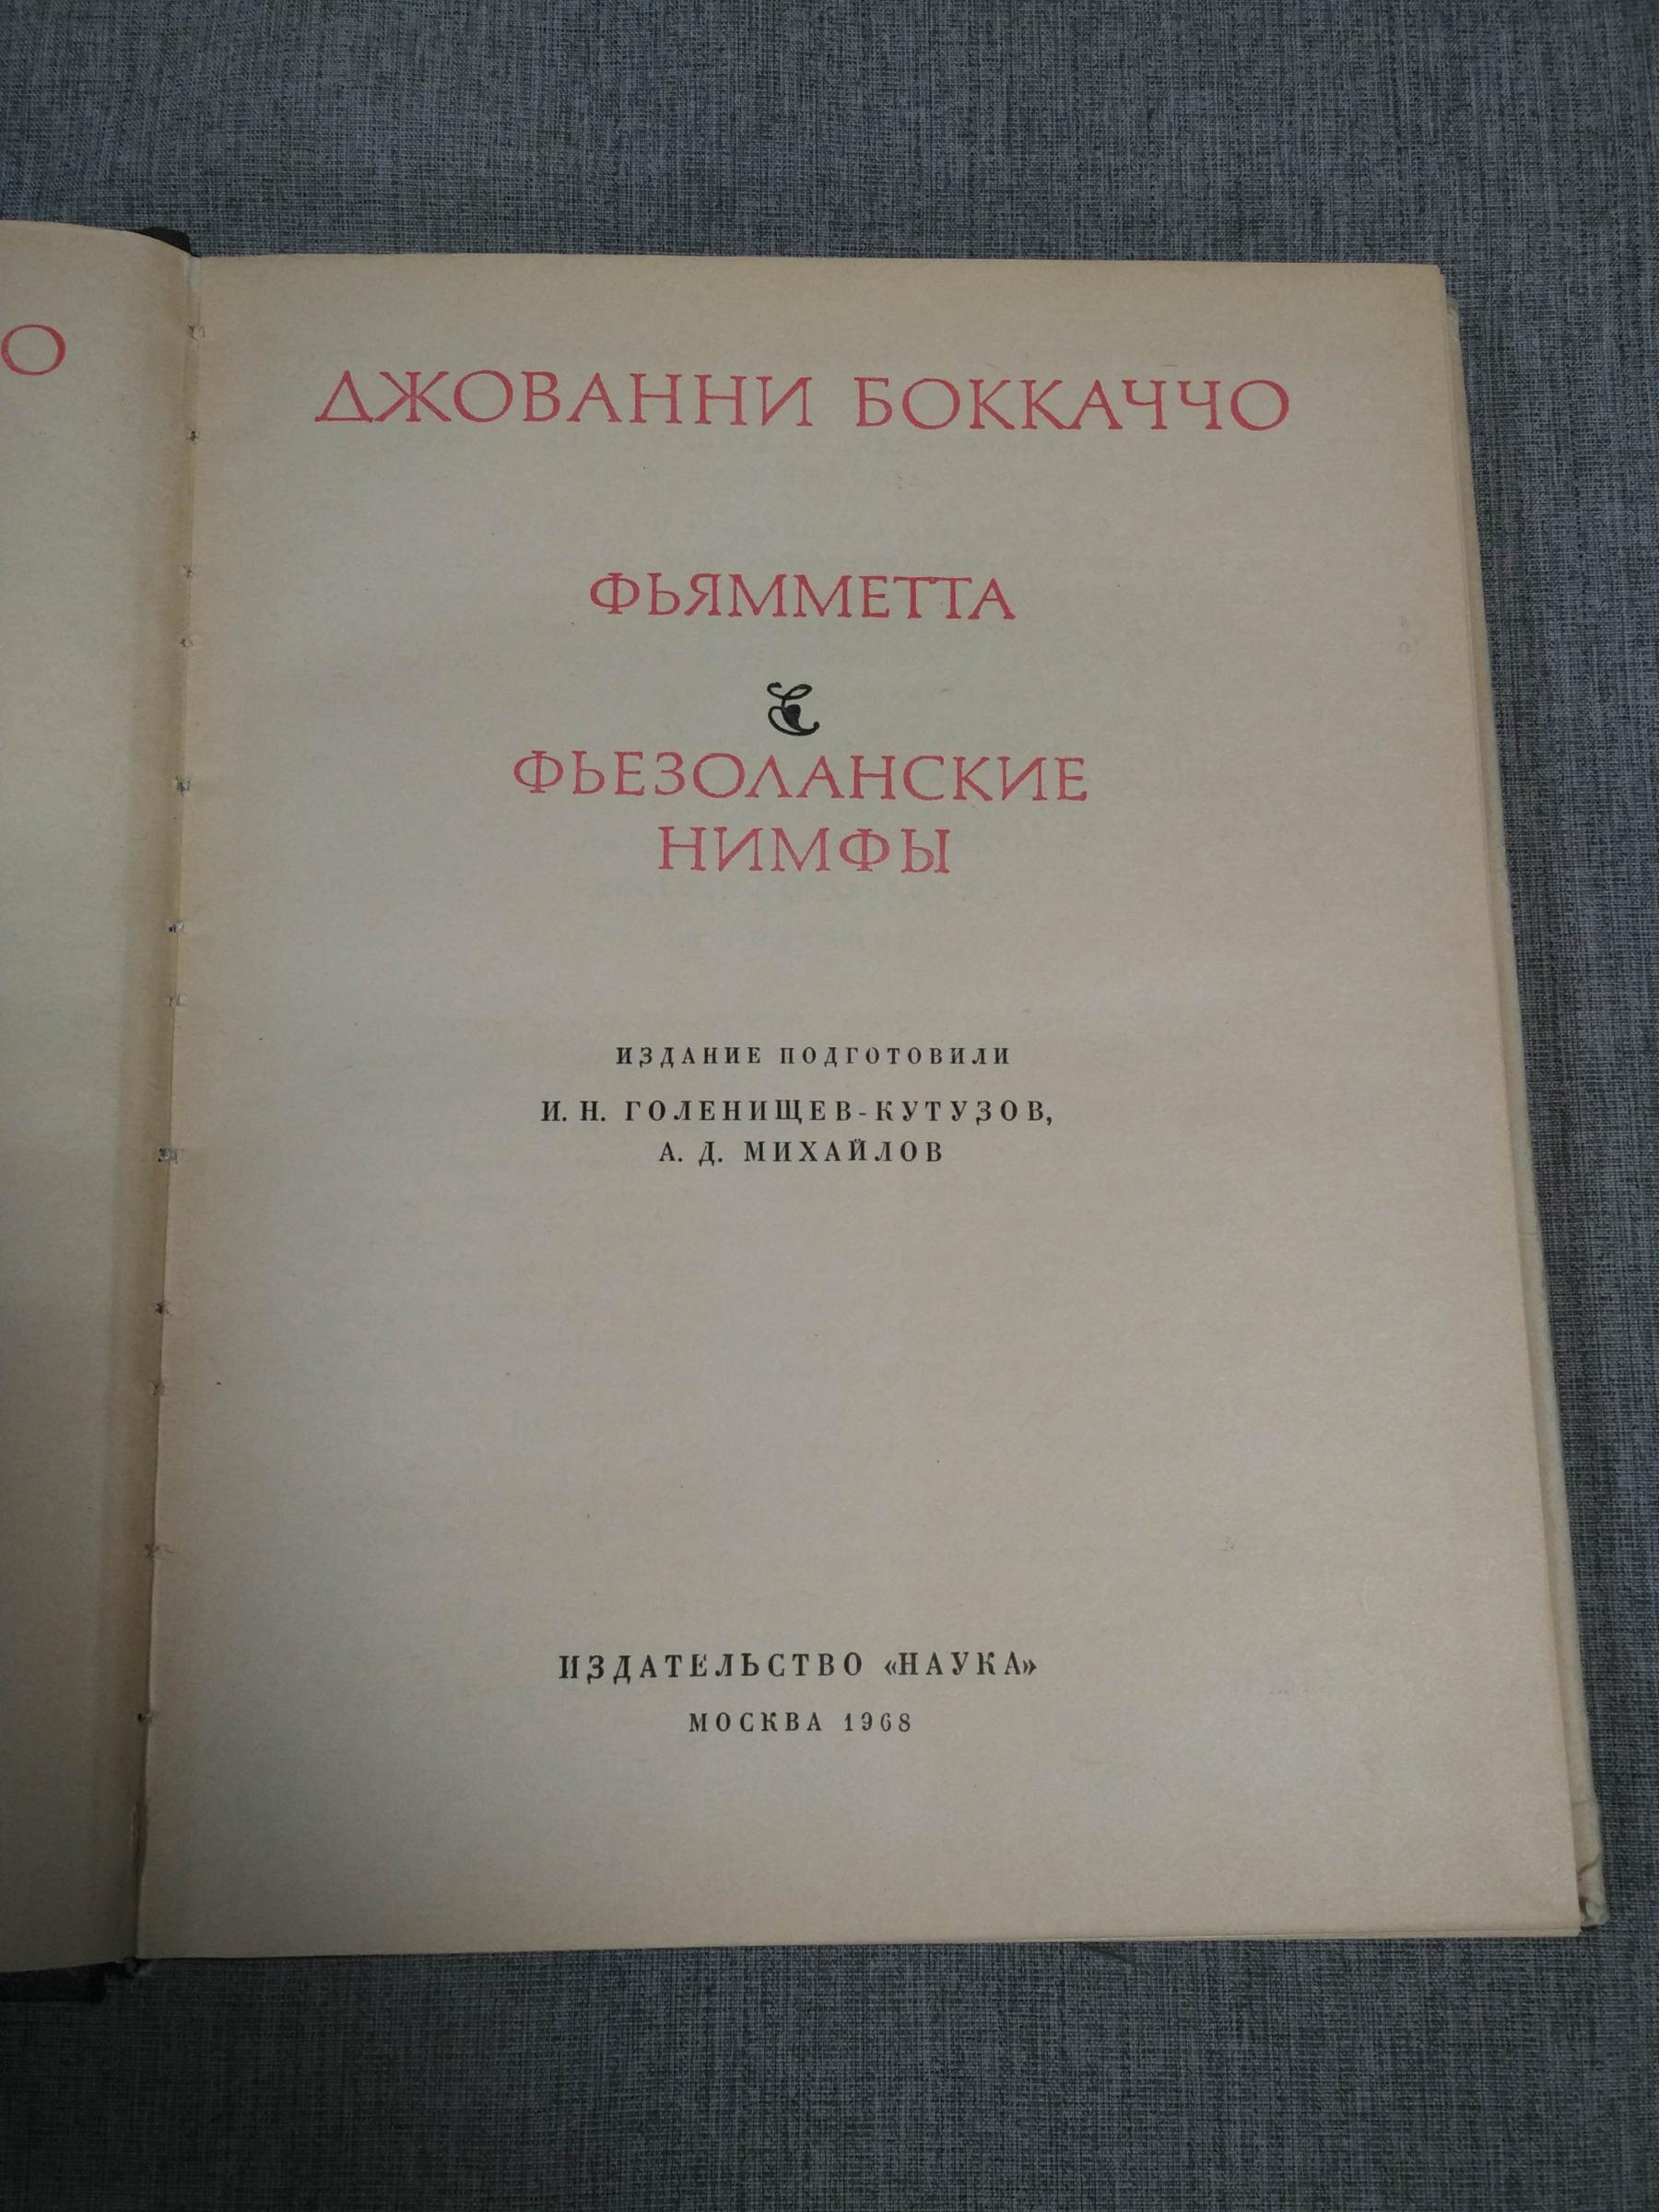 О
ДЖОВАННИ БОККАЧЧО
ФЬЯММЕТТА
ФЬЕЗОЛАНСКИЕ
НИМФЫ
ИЗДАНИЕ ПОДГОТОВИЛИ
И. Н. ГОЛЕНИЩЕВ-КУТУЗОВ,
А. Д. МИХАЙЛОВ
ИЗДАТЕЛЬСТВО «НАУКА»
МОСКВА 1968